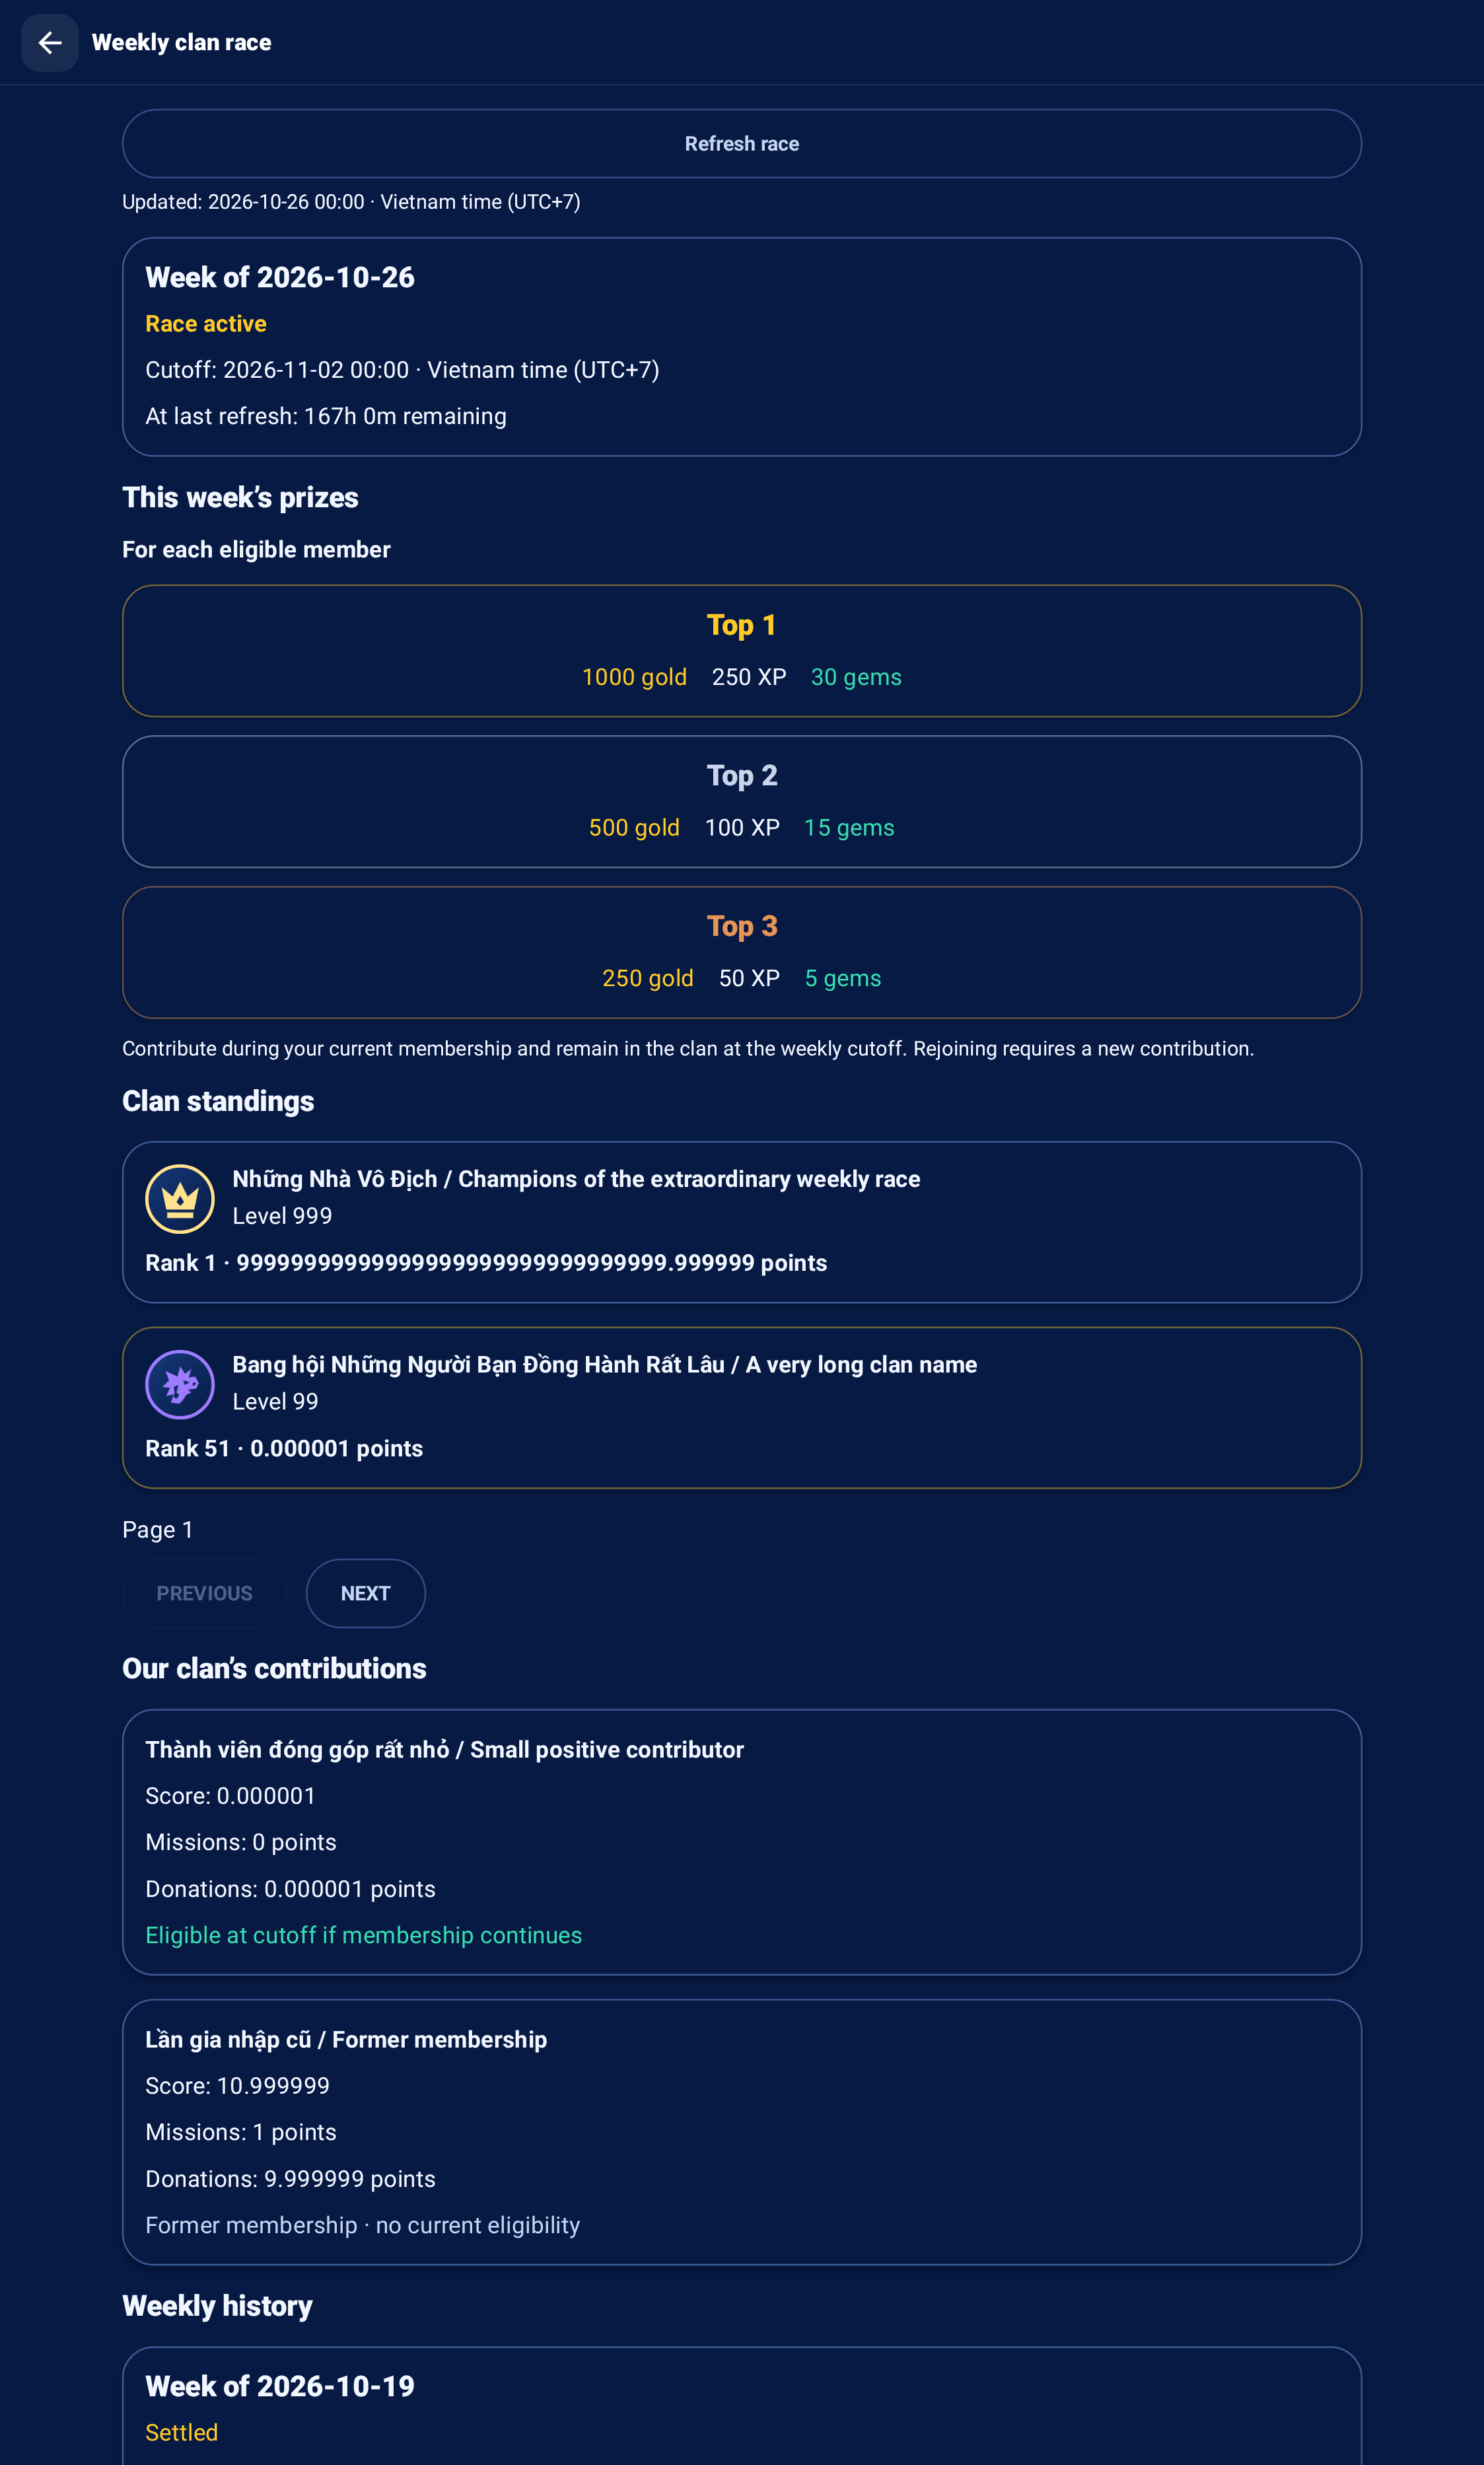 Weekly clan race
Refresh race
Updated: 2026-10-26 00:00 · Vietnam time (UTC+7)
Week of 2026-10-26
Race active
Cutoff: 2026-11-02 00:00 · Vietnam time (UTC+7)
At last refresh: 167h 0m remaining
This week’s prizes
For each eligible member
Top 1
1000 gold 250 XP 30 gems
Top 2
500 gold 100 XP 15 gems
Top 3
250 gold 50 XP 5 gems
Contribute during your current membership and remain in the clan at the weekly cutoff. Rejoining requires a new contribution.
Clan standings
Những Nhà Vô Địch / Champions of the extraordinary weekly race
Level 999
Rank 1 · 99999999999999999999999999999999.999999 points
Bang hội Những Người Bạn Đồng Hành Rất Lâu / A very long clan name
Level 99
Rank 51 · 0.000001 points
Page 1
PREVIOUS NEXT
Our clan’s contributions
Thành viên đóng góp rất nhỏ / Small positive contributor
Score: 0.000001
Missions: 0 points
Donations: 0.000001 points
Eligible at cutoff if membership continues
Lần gia nhập cũ / Former membership
Score: 10.999999
Missions: 1 points
Donations: 9.999999 points
Former membership · no current eligibility
Weekly history
Week of 2026-10-19
Settled